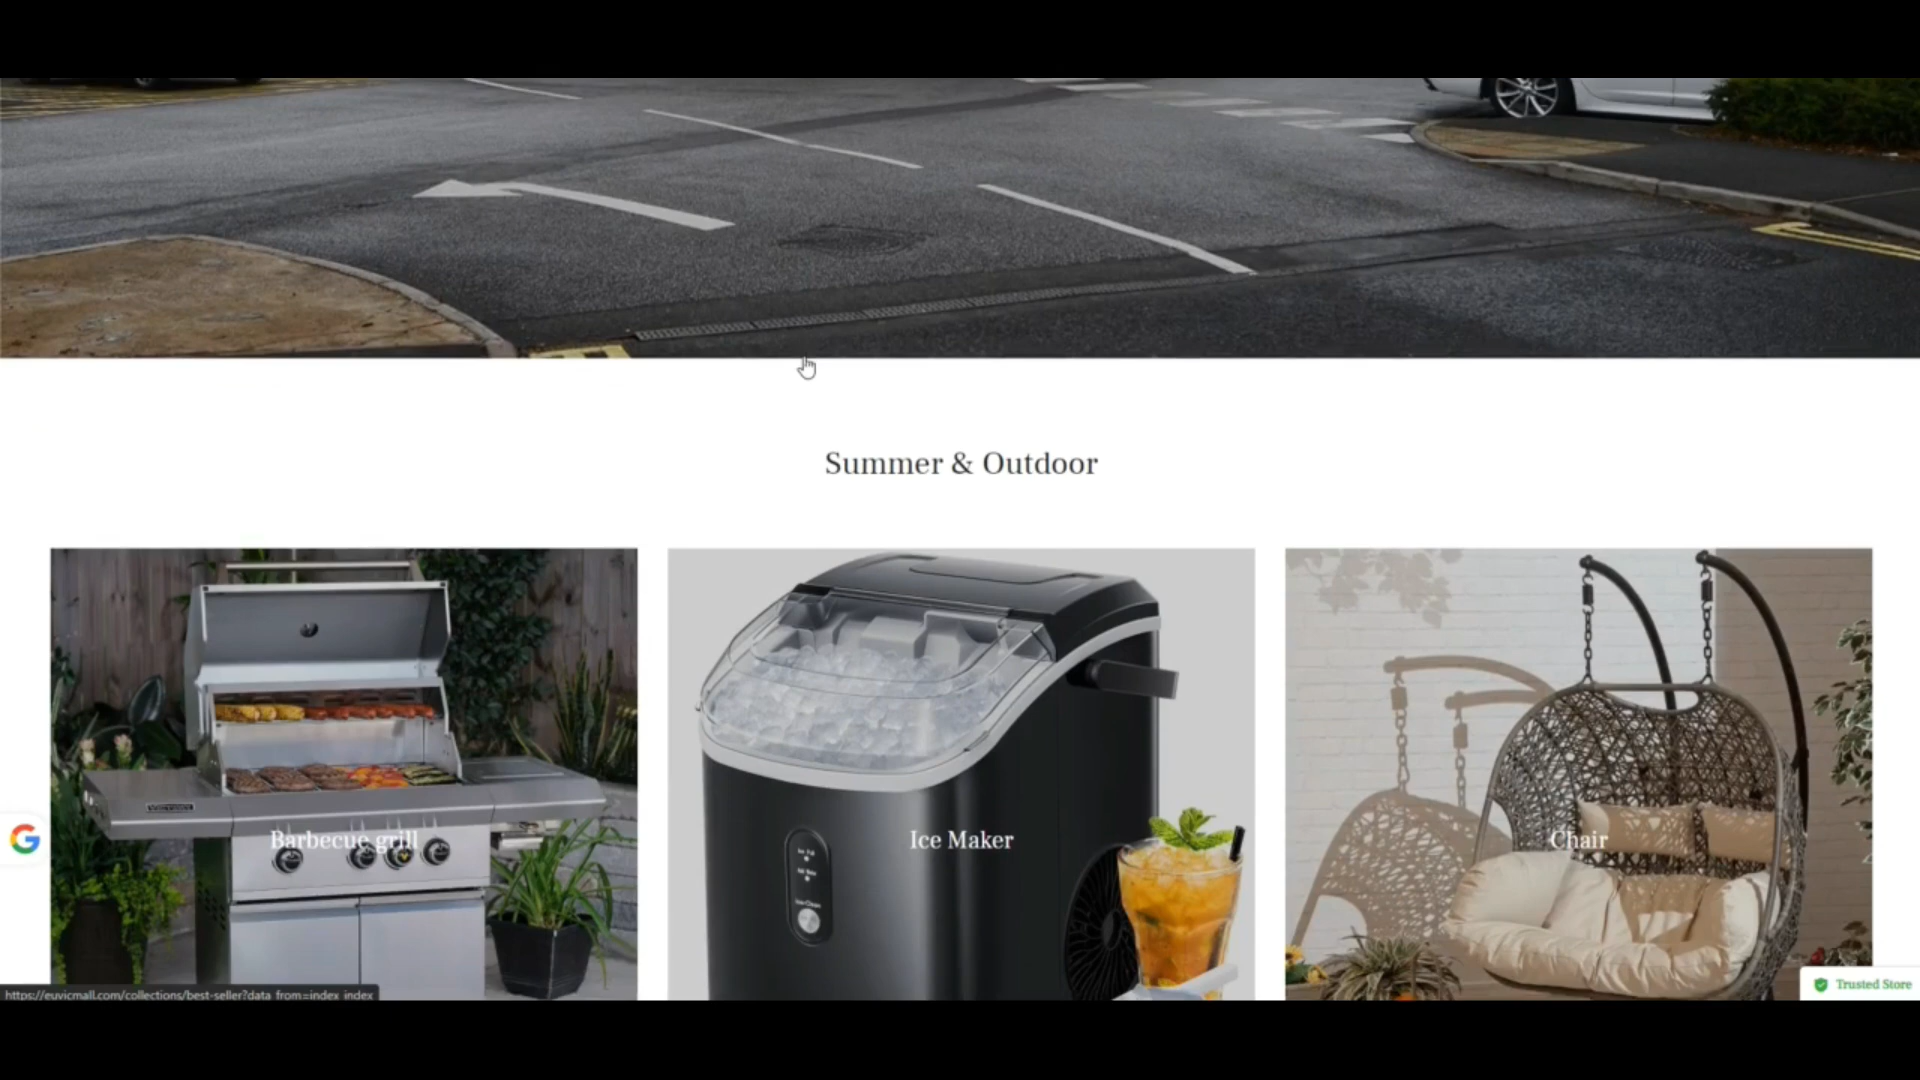 Summer & Outdoor
Barbecue grill
Ice Maker
Chair
https://euvicmall.com/collections/best-seller?data_from=index_index
Trusted Store